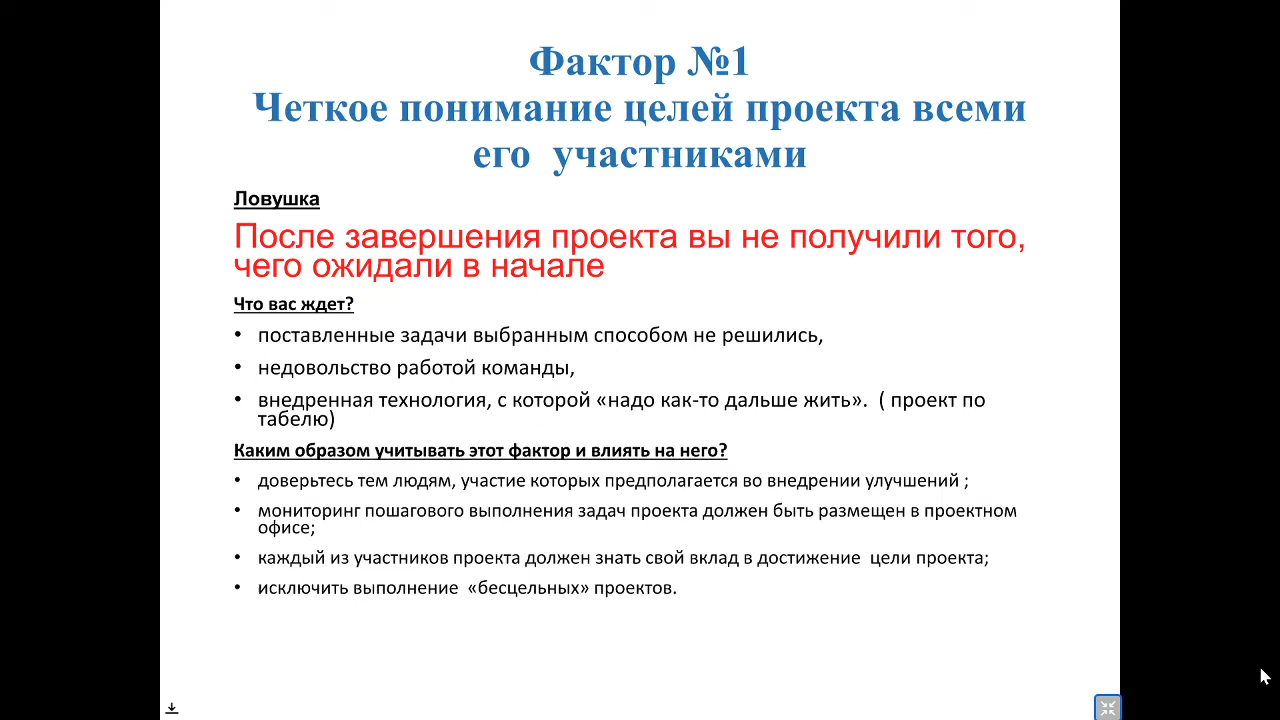 Фактор №1
Четкое понимание целей проекта всеми
его участниками
Ловушка
После завершения проекта вы не получили того,
чего ожидали в начале
Что вас ждет?
• поставленные задачи выбранным способом не решились,
• недовольство работой команды,
• внедренная технология, с которой «надо как-то дальше жить». ( проект по
табелю)
Каким образом учитывать этот фактор и влиять на него?
• доверьтесь тем людям, участие которых предполагается во внедрении улучшений ;
• мониторинг пошагового выполнения задач проекта должен быть размещен в проектном
офисе;
• каждый из участников проекта должен знать свой вклад в достижение цели проекта;
• исключить выполнение «бесцельных» проектов.